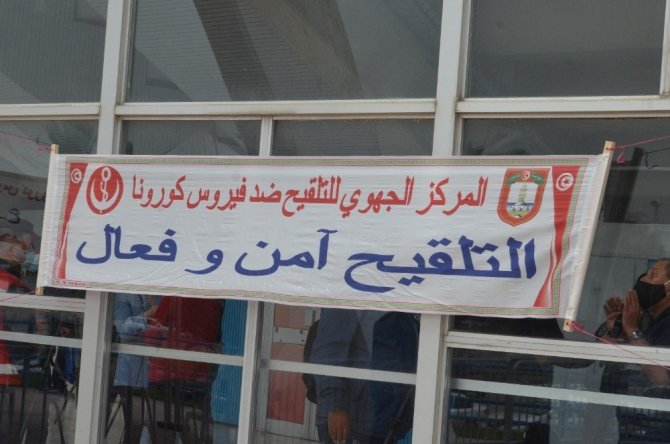 المركز الجهوي للتلقيح ضد فيروس كورونا
التلقيح آمن و فعال